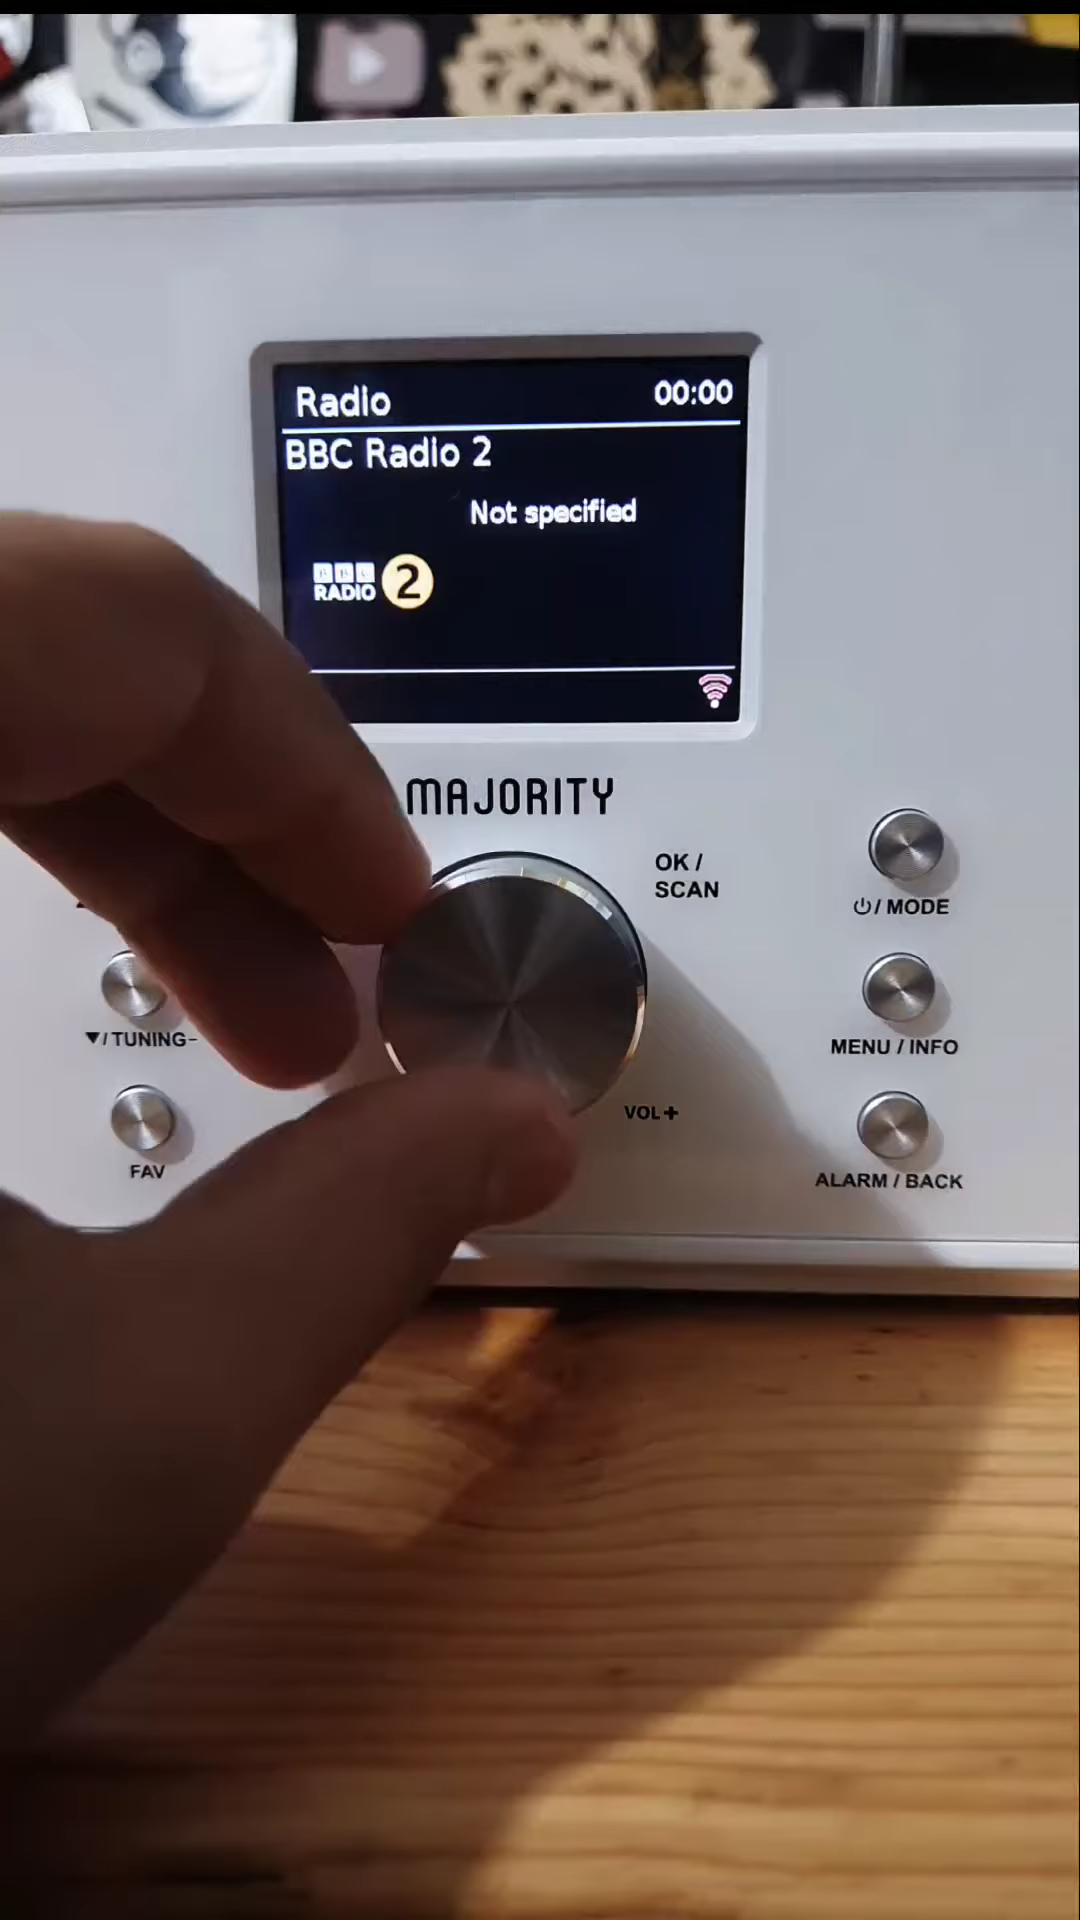 Radio 00:00
BBC Radio 2
Not specified
BBC
RADIO 2
MAJORITY
OK /
SCAN
⏻/ MODE
▼/ TUNING-
MENU / INFO
VOL+
FAV
ALARM / BACK